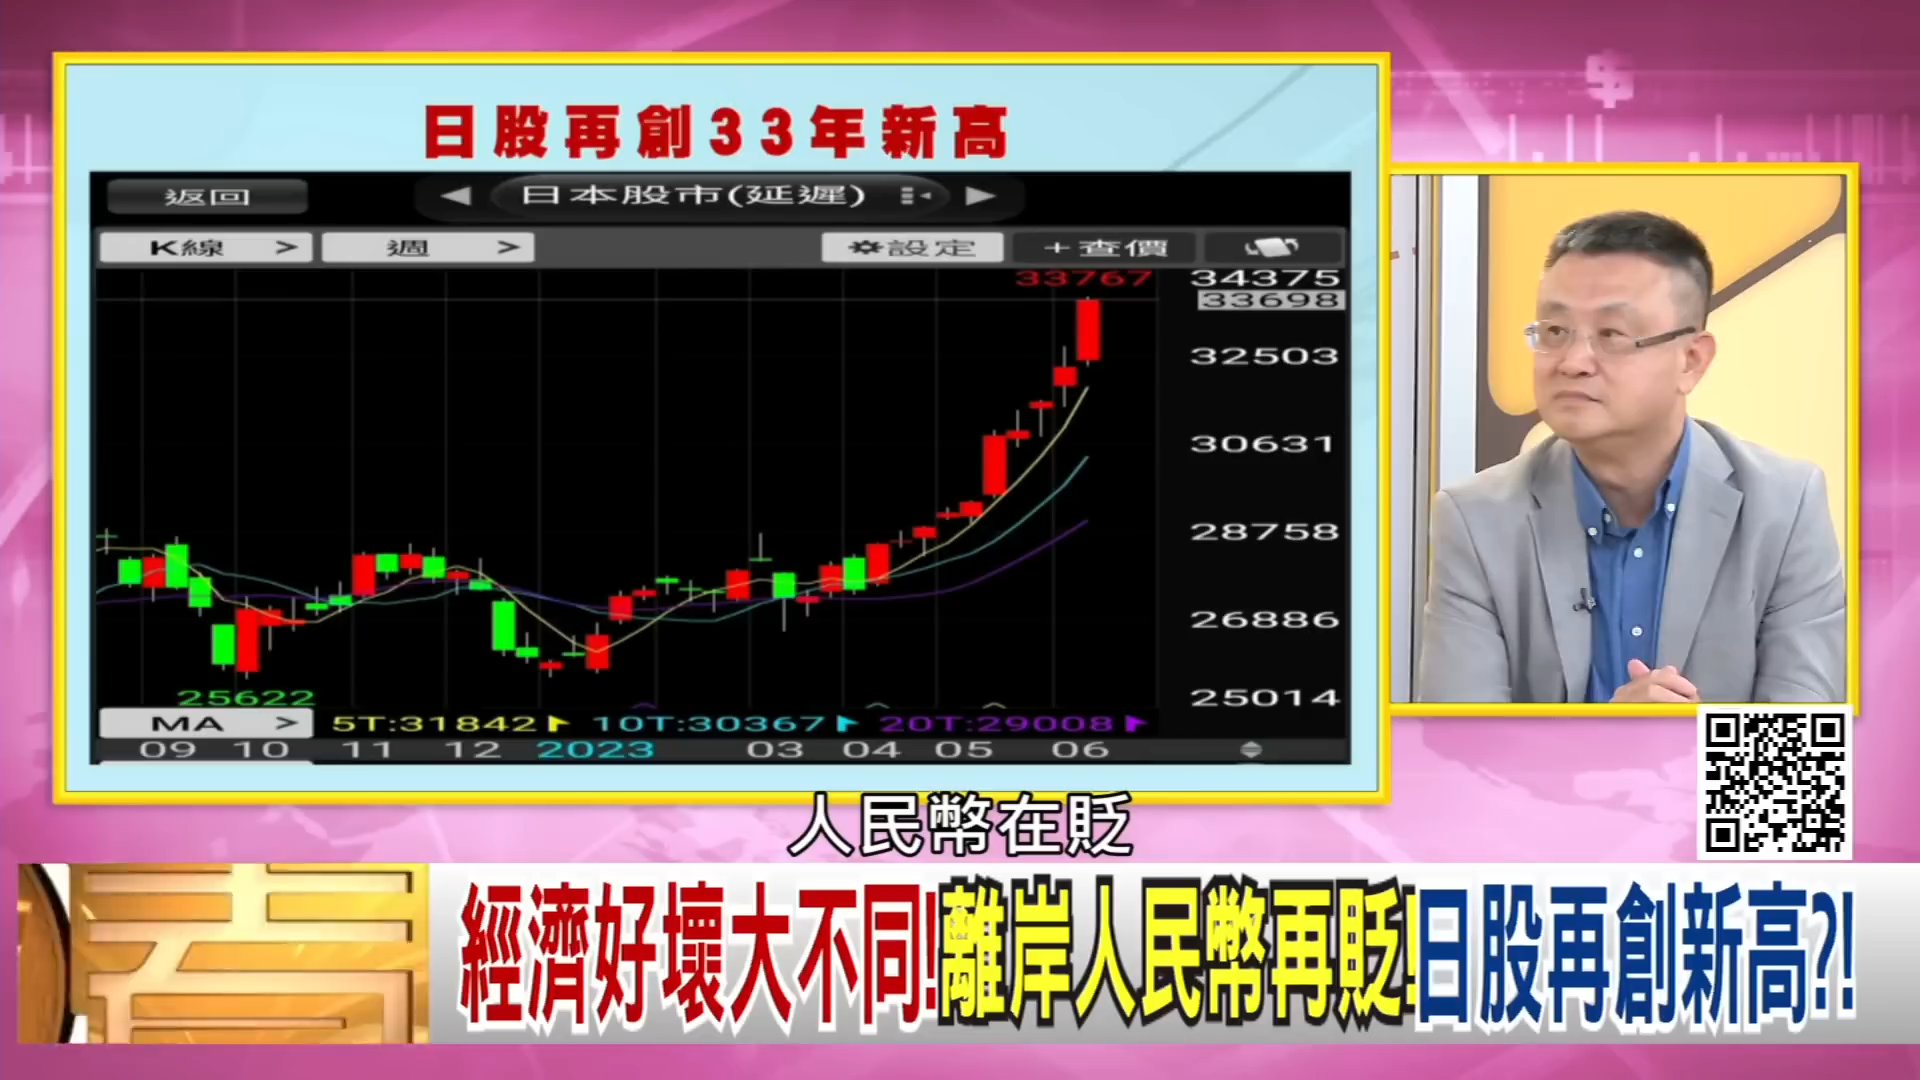 日股再創33年新高
返回
日本股市(延遲)
K線 >
週 >
設定
+查價
33767
34375
33698
32503
30631
28758
26886
25622
25014
MA >
5T:31842
10T:30367
20T:29008
09 10 11 12 2023 03 04 05 06
人民幣在貶
經濟好壞大不同!離岸人民幣再貶!日股再創新高?!